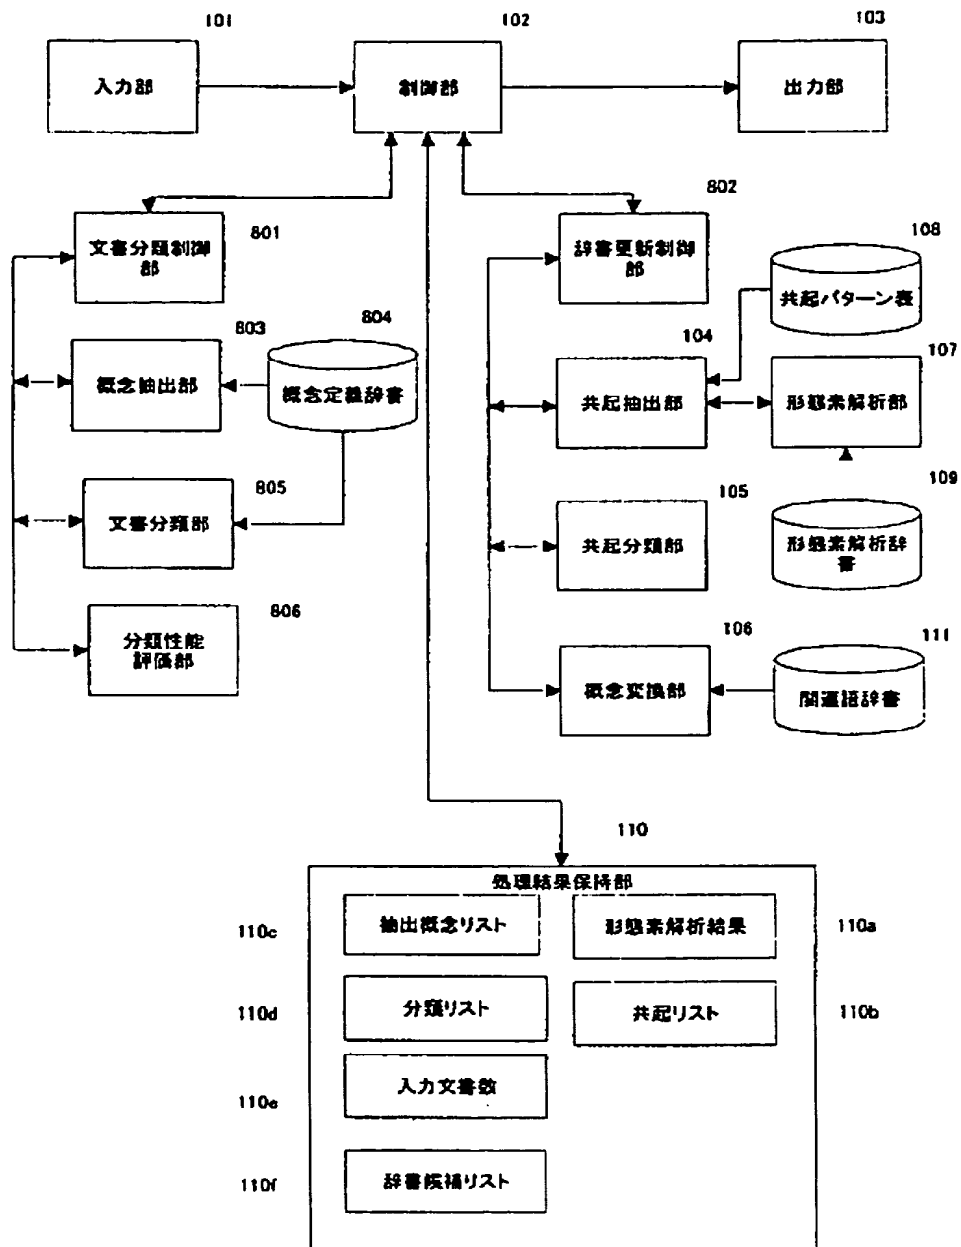 101
102
103
入力部
制御部
出力部
801
文書分類制御
部
802
辞書更新制御
部
108
共起パターン表
803
概念抽出部
804
概念定義辞書
104
共起抽出部
107
形態素解析部
805
文書分類部
105
共起分類部
109
形態素解析辞
書
806
分類性能
評価部
106
概念変換部
111
関連語辞書
110
処理結果保持部
110c
抽出概念リスト
形態素解析結果
110a
110d
分類リスト
共起リスト
110b
110e
入力文書数
110f
辞書候補リスト